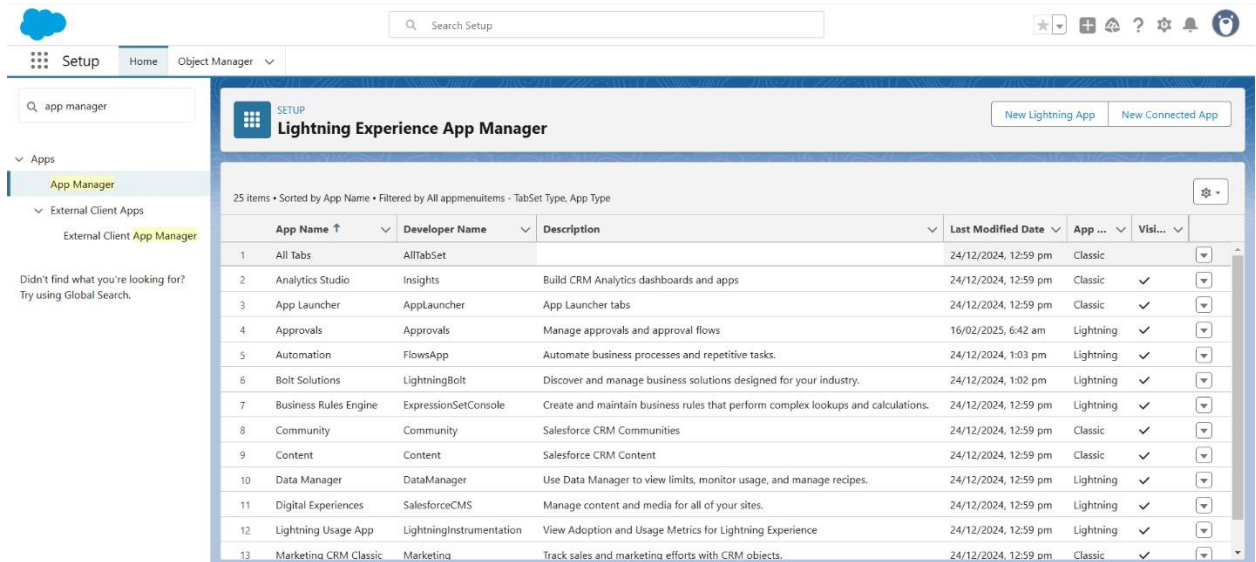 Search Setup
Setup Home Object Manager
app manager
Apps
App Manager
External Client Apps
External Client App Manager
Didn't find what you're looking for?
Try using Global Search.
SETUP
Lightning Experience App Manager
New Lightning App New Connected App
25 items • Sorted by App Name • Filtered by All appmenuitems - TabSet Type, App Type
App Name ↑ Developer Name Description Last Modified Date App ... Visi...
1 All Tabs AllTabSet 24/12/2024, 12:59 pm Classic
2 Analytics Studio Insights Build CRM Analytics dashboards and apps 24/12/2024, 12:59 pm Classic ✓
3 App Launcher AppLauncher App Launcher tabs 24/12/2024, 12:59 pm Classic ✓
4 Approvals Approvals Manage approvals and approval flows 16/02/2025, 6:42 am Lightning ✓
5 Automation FlowsApp Automate business processes and repetitive tasks. 24/12/2024, 1:03 pm Lightning ✓
6 Bolt Solutions LightningBolt Discover and manage business solutions designed for your industry. 24/12/2024, 1:02 pm Lightning ✓
7 Business Rules Engine ExpressionSetConsole Create and maintain business rules that perform complex lookups and calculations. 24/12/2024, 12:59 pm Lightning ✓
8 Community Community Salesforce CRM Communities 24/12/2024, 12:59 pm Classic ✓
9 Content Content Salesforce CRM Content 24/12/2024, 12:59 pm Classic ✓
10 Data Manager DataManager Use Data Manager to view limits, monitor usage, and manage recipes. 24/12/2024, 12:59 pm Lightning ✓
11 Digital Experiences SalesforceCMS Manage content and media for all of your sites. 24/12/2024, 12:59 pm Lightning ✓
12 Lightning Usage App LightningInstrumentation View Adoption and Usage Metrics for Lightning Experience 24/12/2024, 12:59 pm Lightning ✓
13 Marketing CRM Classic Marketing Track sales and marketing efforts with CRM objects. 24/12/2024, 12:59 pm Classic ✓